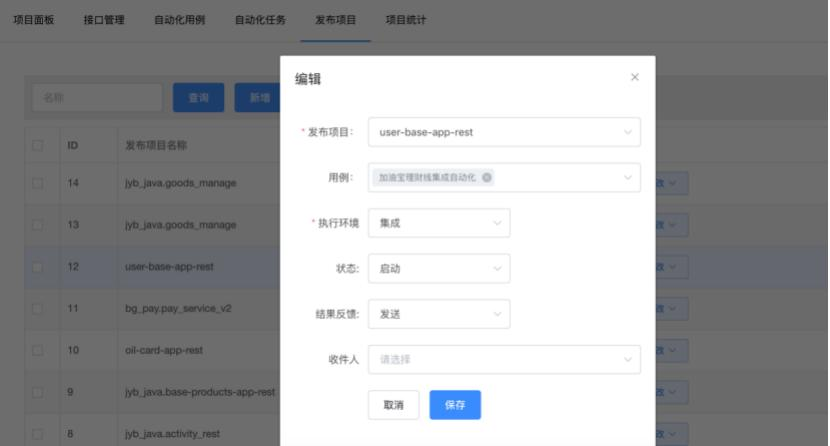 项目面板 接口管理 自动化用例 自动化任务 发布项目 项目统计
编辑
名称 查询 新增
* 发布项目: user-base-app-rest
ID 发布项目名称
用例: 加油宝理财线集成自动化
14 jyb_java.goods_manage 改
* 执行环境 集成
13 jyb_java.goods_manage 改
状态: 启动
12 user-base-app-rest 改
结果反馈: 发送
11 bg_pay.pay_service_v2 改
收件人 请选择
10 oil-card-app-rest 改
取消 保存
9 jyb_java.base-products-app-rest 改
8 jyb_java.activity_rest 改